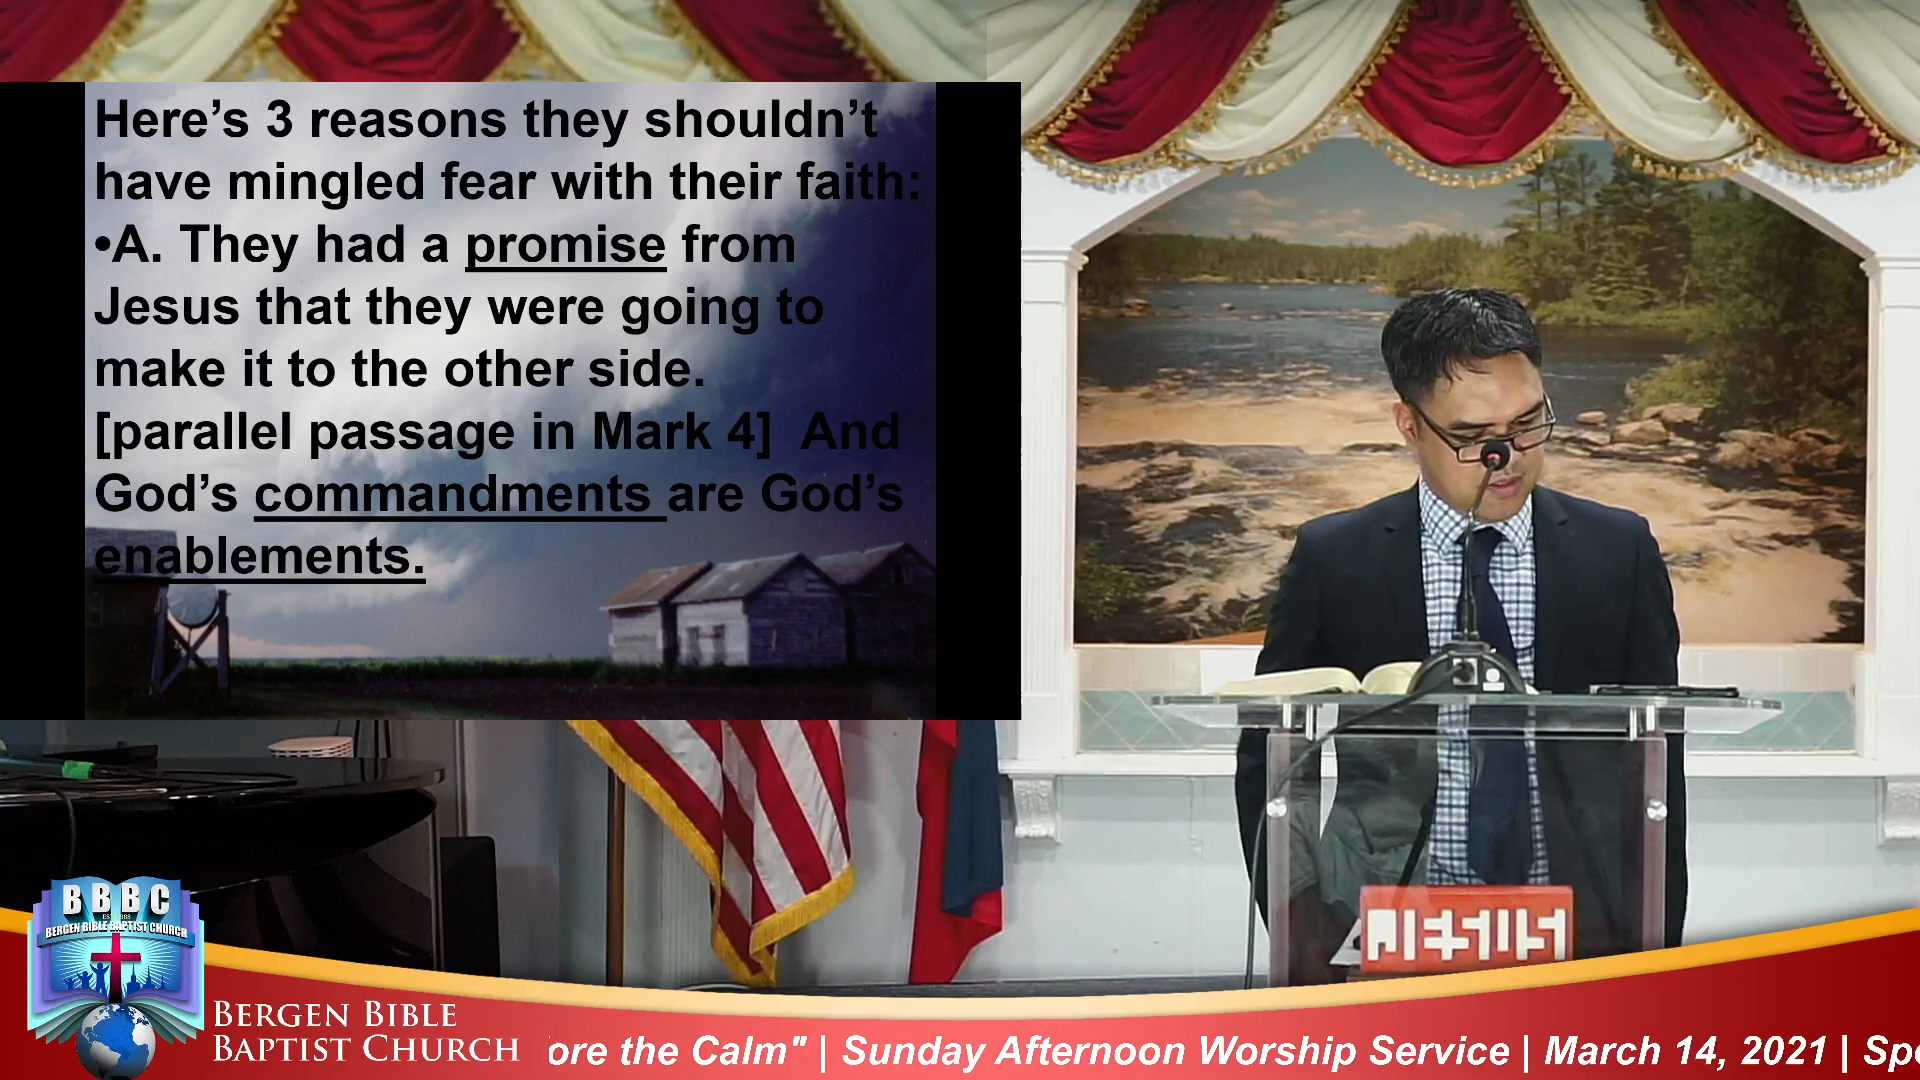 Here’s 3 reasons they shouldn’t
have mingled fear with their faith:
•A. They had a promise from
Jesus that they were going to
make it to the other side.
[parallel passage in Mark 4]  And
God’s commandments are God’s
enablements.
B B B C
BERGEN BIBLE BAPTIST CHURCH
BERGEN BIBLE
BAPTIST CHURCH
ore the Calm" | Sunday Afternoon Worship Service | March 14, 2021 | Spe